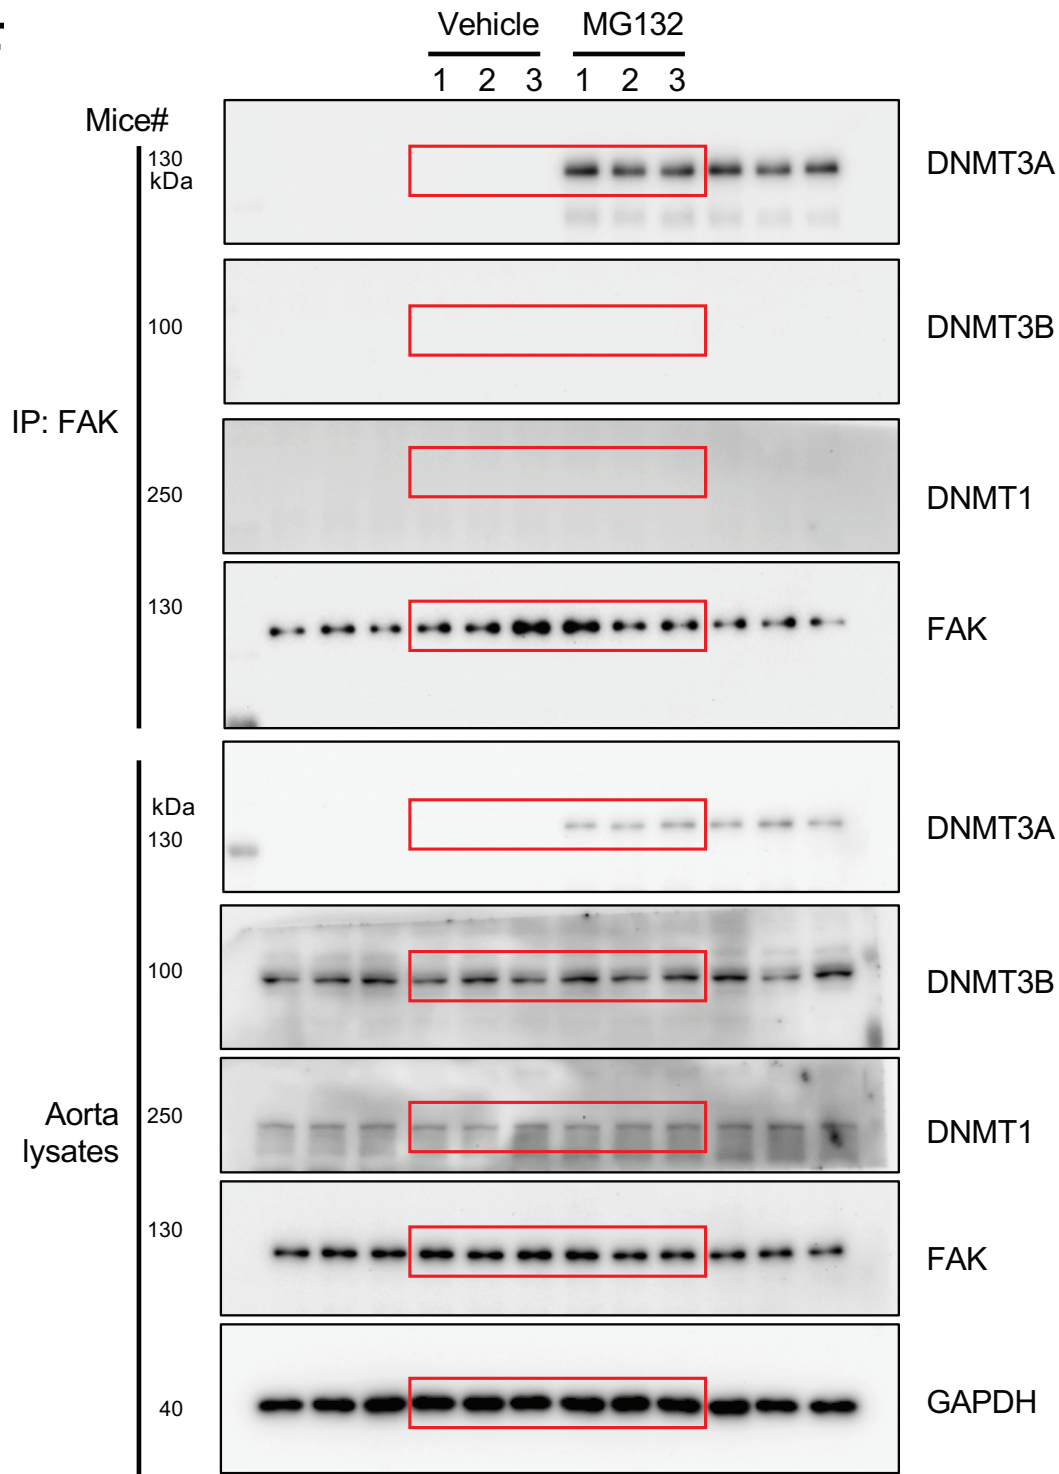 Vehicle MG132
1 2 3 1 2 3
Mice#
130
kDa
DNMT3A
100
DNMT3B
IP: FAK
250
DNMT1
130
FAK
kDa
130
DNMT3A
100
DNMT3B
Aorta
lysates
250
DNMT1
130
FAK
40
GAPDH